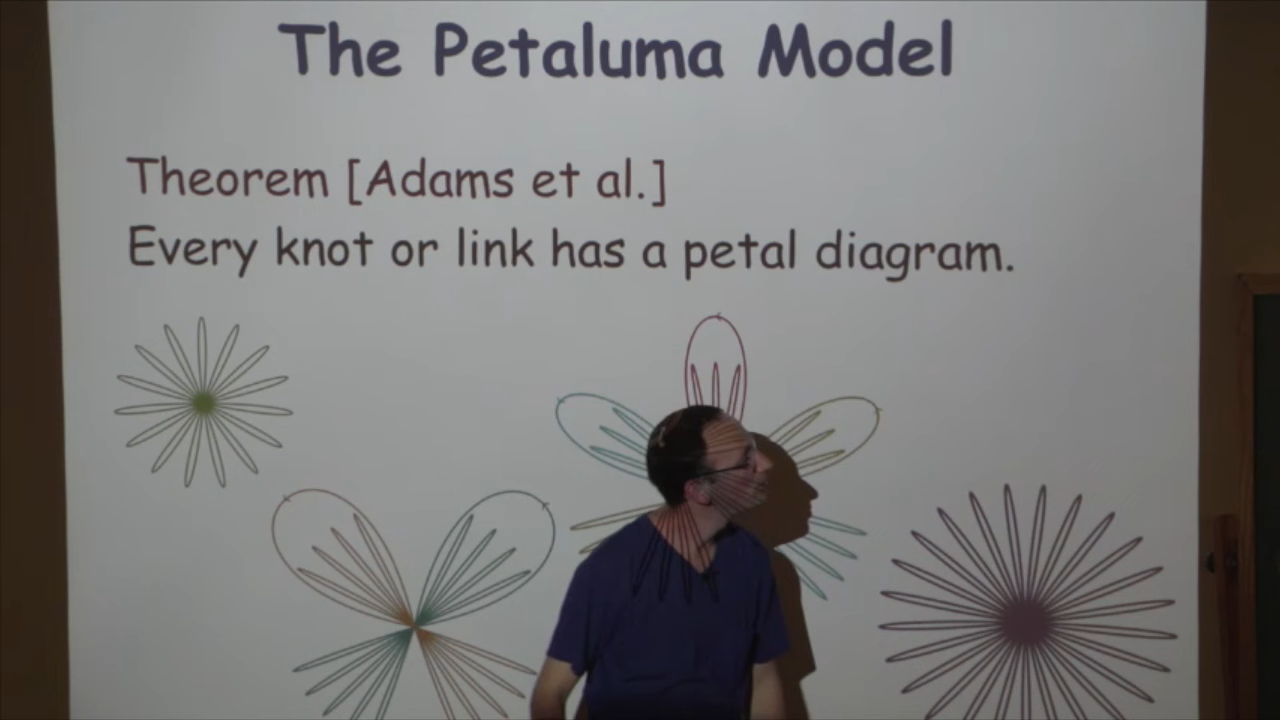 The Petaluma Model
Theorem [Adams et al.]
Every knot or link has a petal diagram.